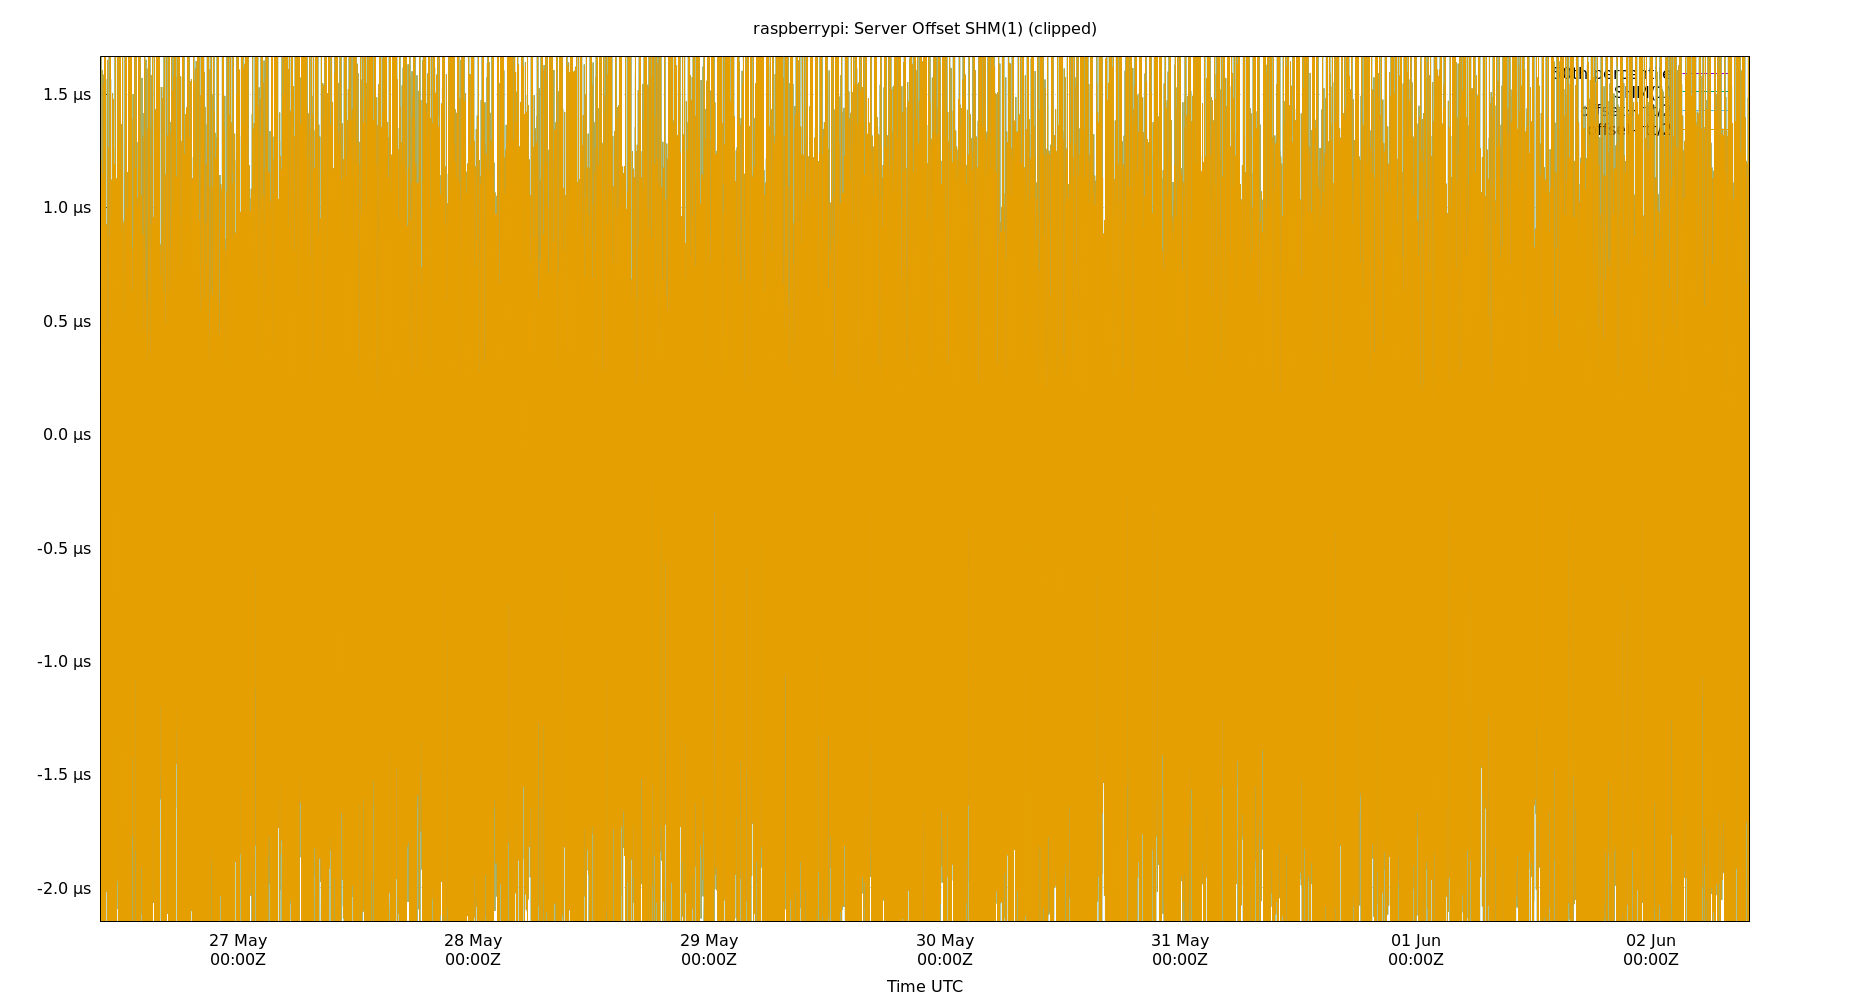 raspberrypi: Server Offset SHM(1) (clipped)
1.5 µs
1.0 µs
0.5 µs
0.0 µs
-0.5 µs
-1.0 µs
-1.5 µs
-2.0 µs
27 May 28 May 29 May 30 May 31 May 01 Jun 02 Jun
00:00Z 00:00Z 00:00Z 00:00Z 00:00Z 00:00Z 00:00Z
Time UTC